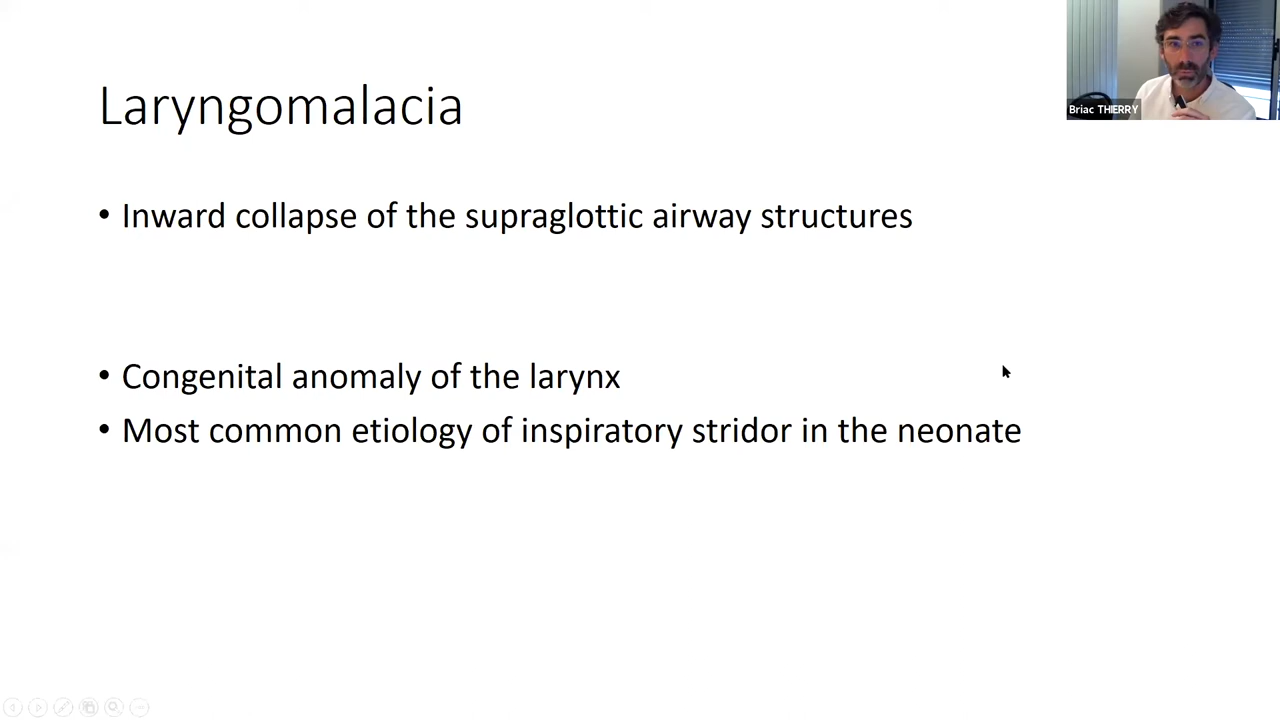 Laryngomalacia
Briac THIERRY
• Inward collapse of the supraglottic airway structures
• Congenital anomaly of the larynx
• Most common etiology of inspiratory stridor in the neonate